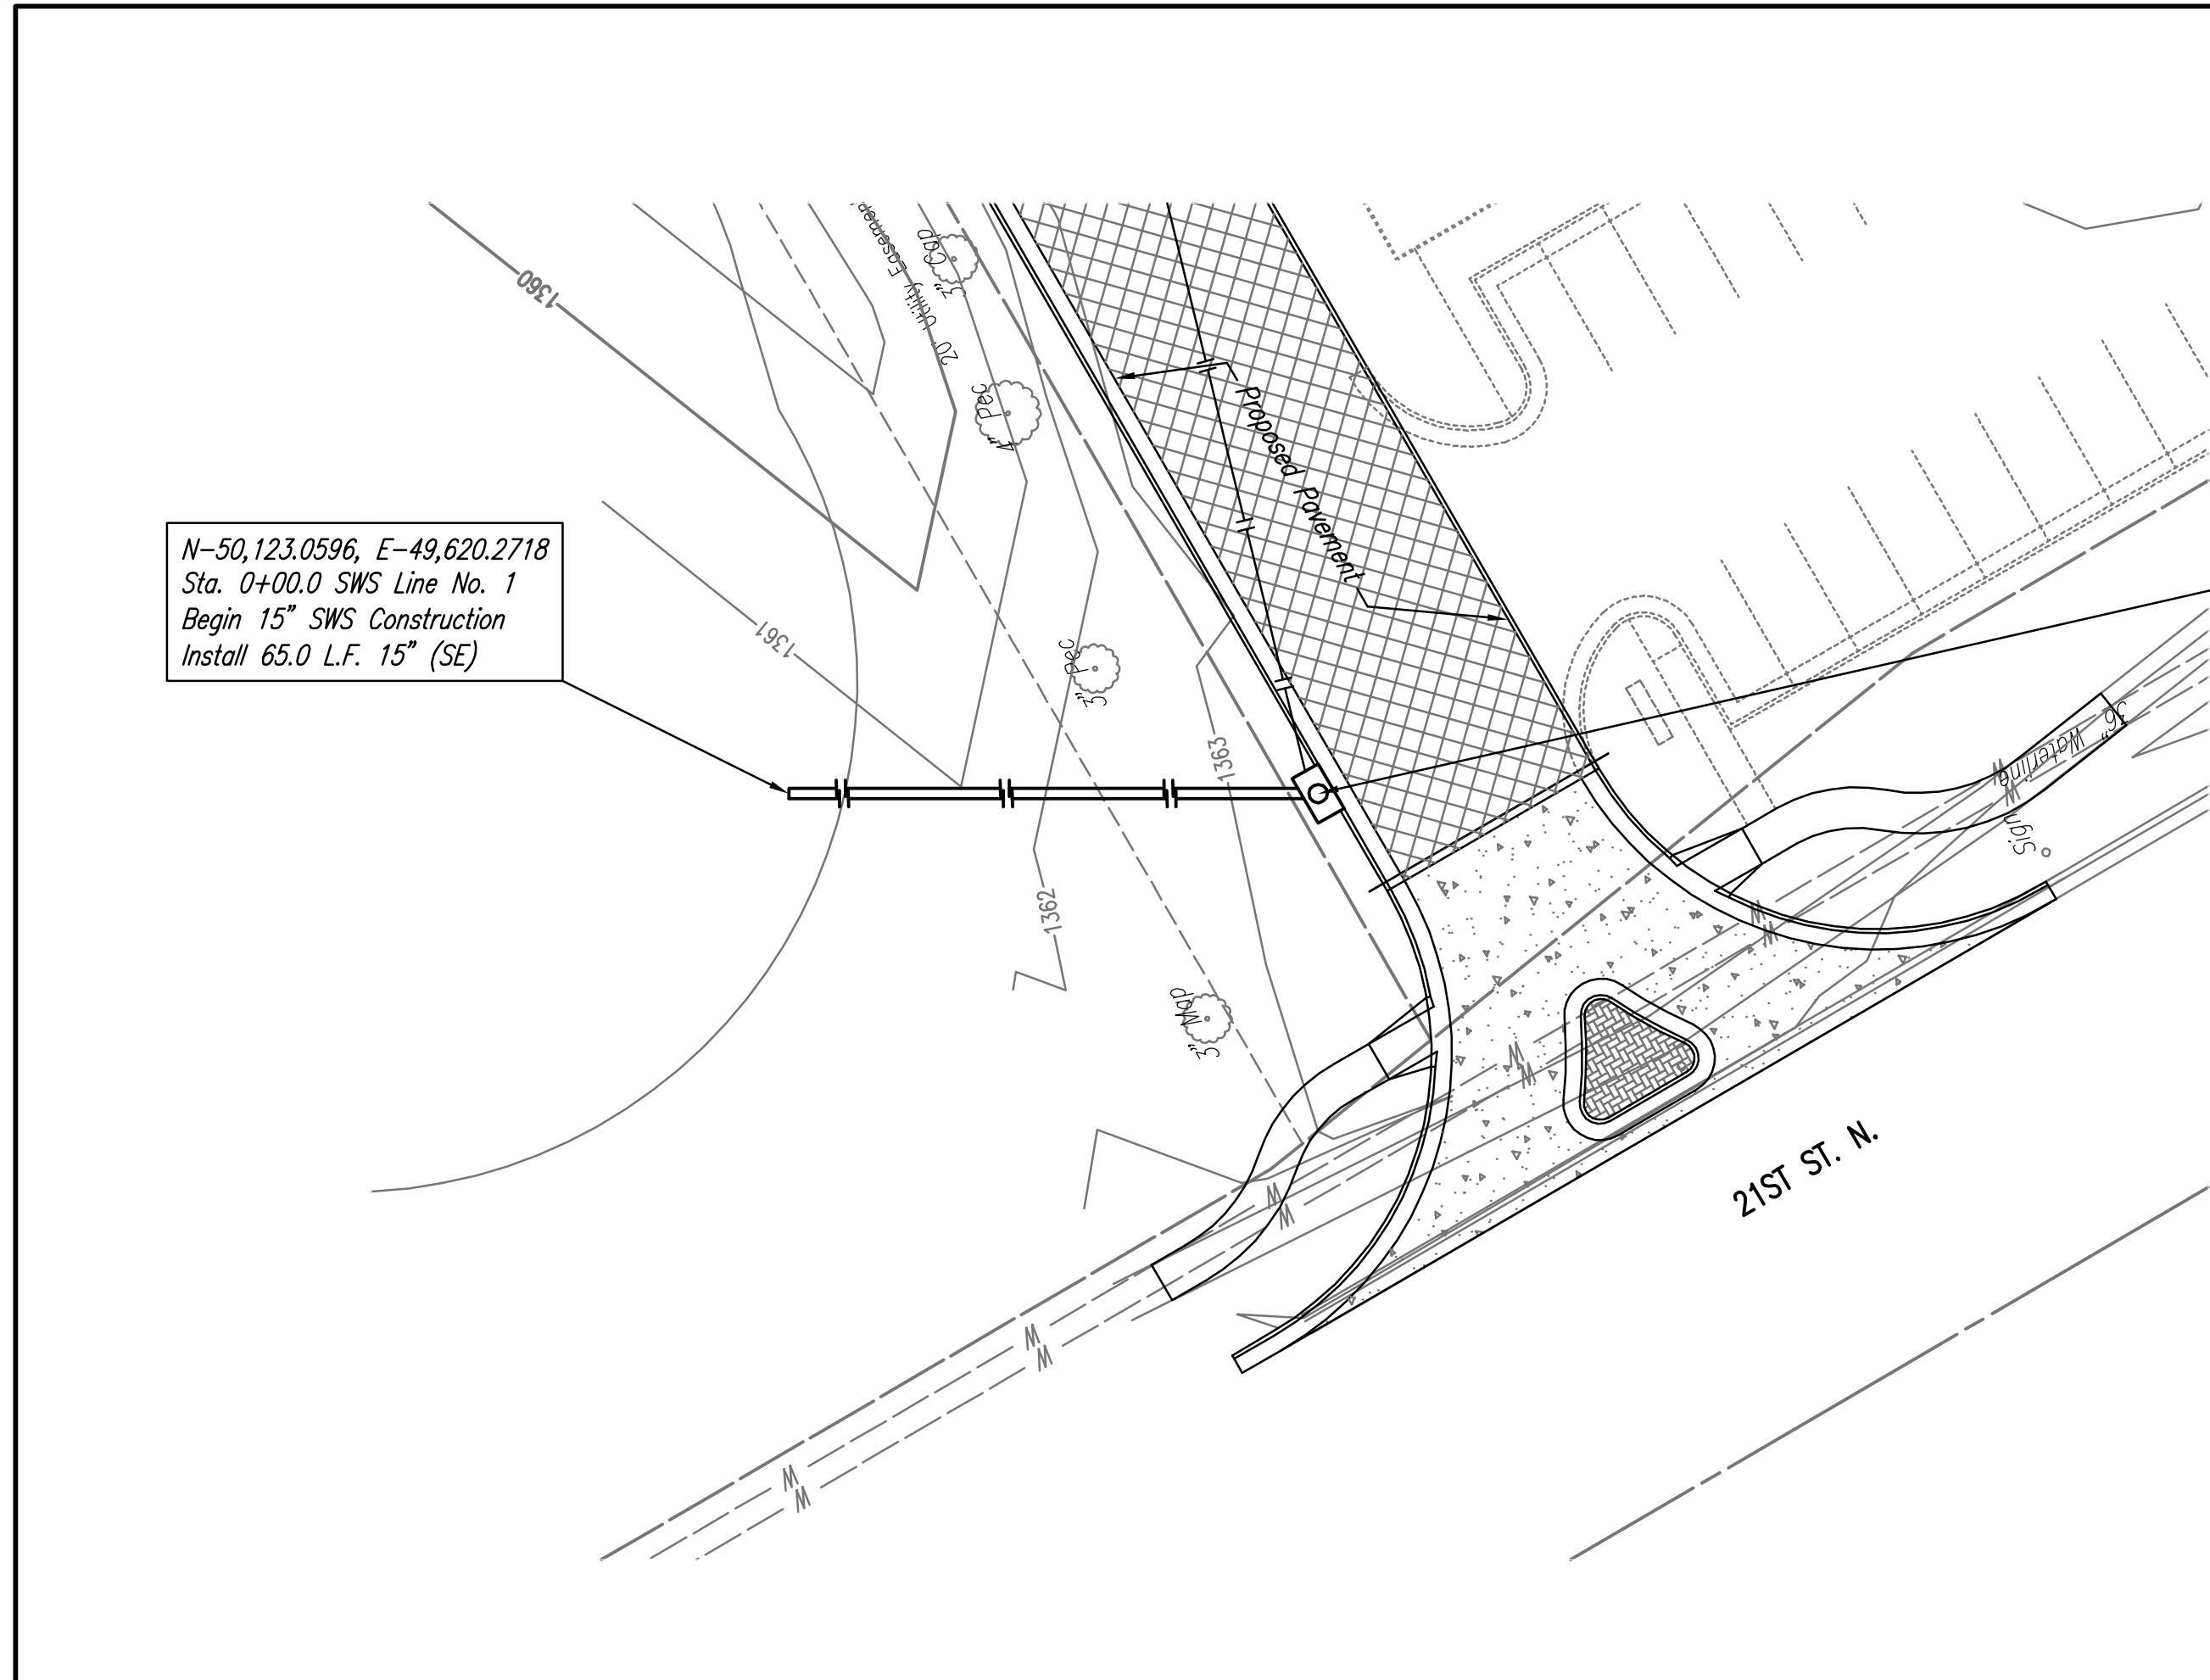 1360
20' Utility Easement
3" Cap
4" Pec
Proposed Pavement
N-50,123.0596, E-49,620.2718
Sta. 0+00.0 SWS Line No. 1
Begin 15" SWS Construction
Install 65.0 L.F. 15" (SE)
1361
3" Pec
1363
36" Waterline
W
W
Sign
1362
W
W
3" Map
W
W
21ST ST. N.
W
W
W
W
W
W